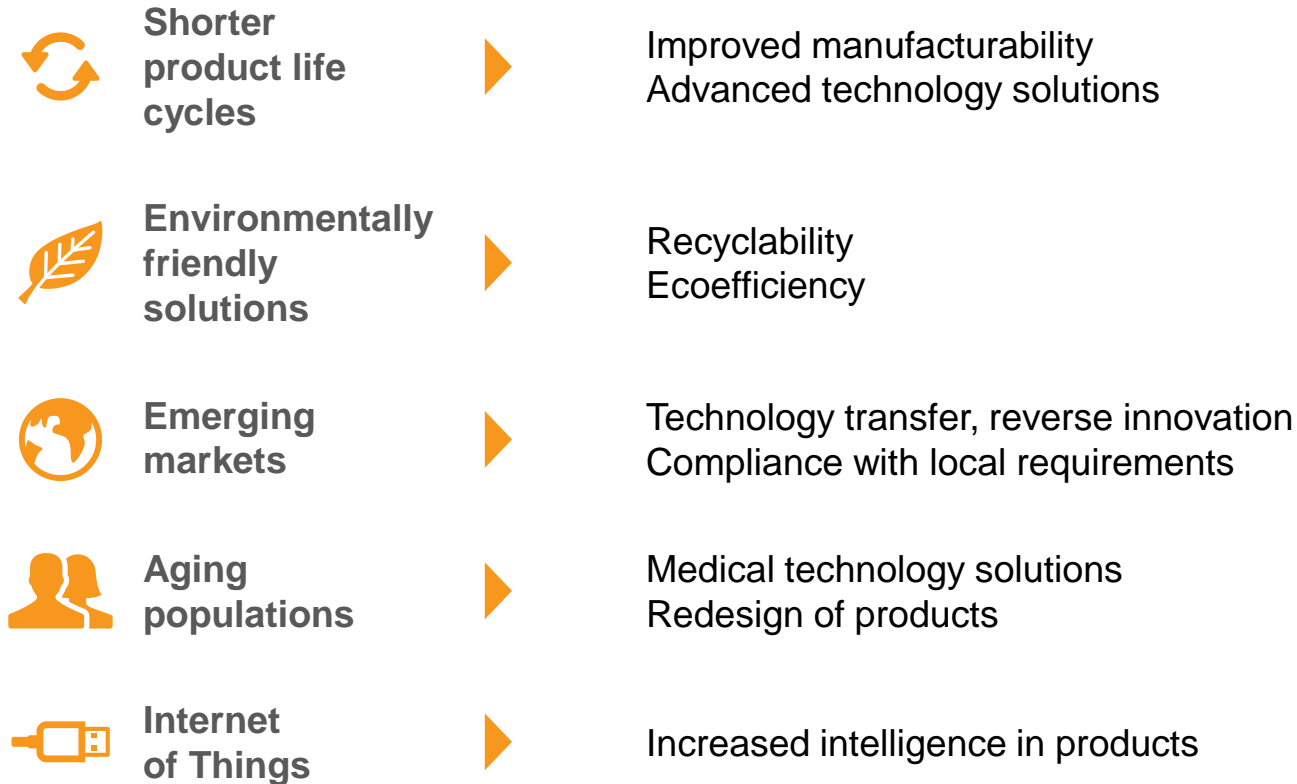 Shorter
product life
cycles
Improved manufacturability
Advanced technology solutions
Environmentally
friendly
solutions
Recyclability
Ecoefficiency
Emerging
markets
Technology transfer, reverse innovation
Compliance with local requirements
Aging
populations
Medical technology solutions
Redesign of products
Internet
of Things
Increased intelligence in products